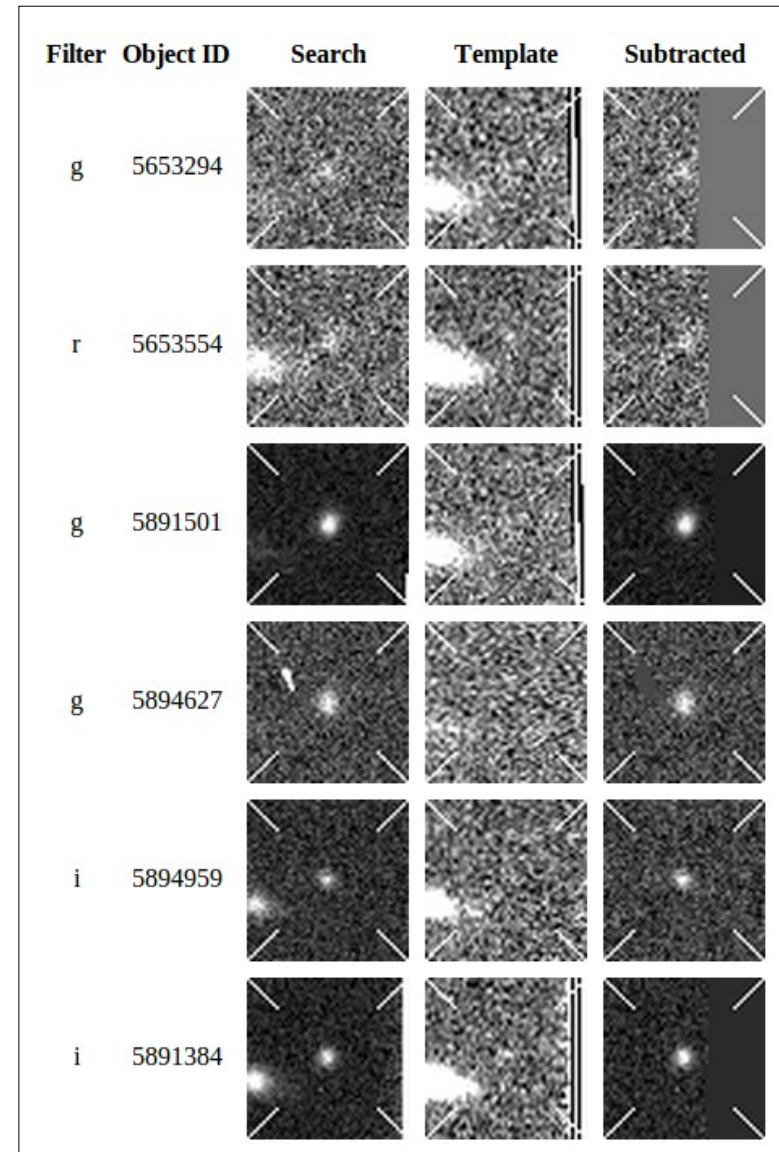 Filter Object ID Search Template Subtracted
g 5653294
r 5653554
g 5891501
g 5894627
i 5894959
i 5891384